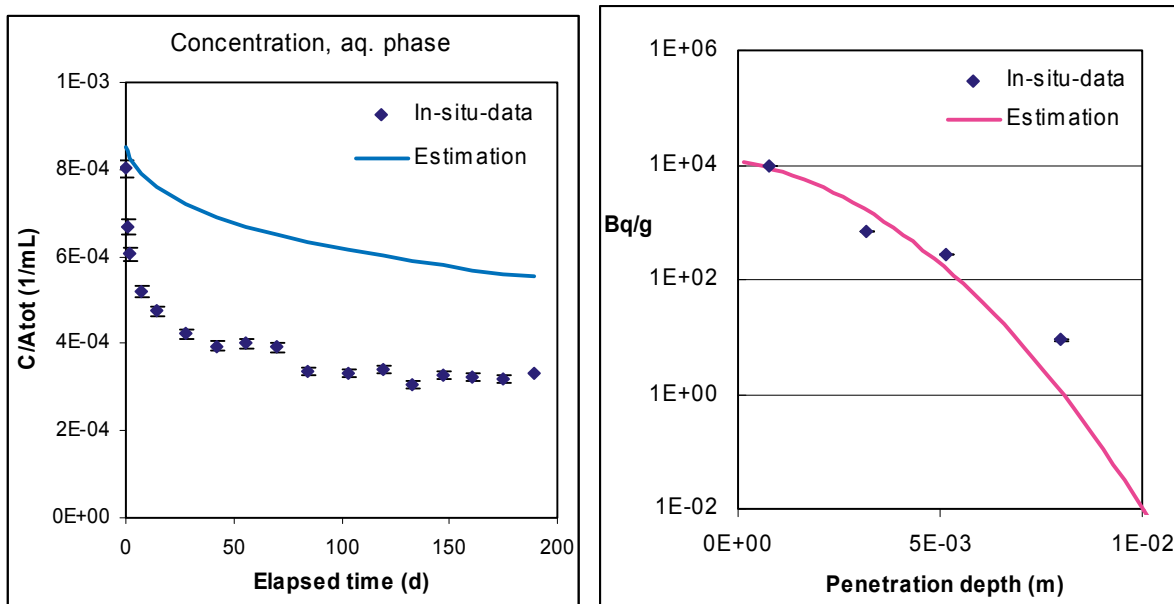 Concentration, aq. phase
1E-03
8E-04
6E-04
4E-04
2E-04
0E+00
C/Atot (1/mL)
In-situ-data
Estimation
0
50
100
150
200
Elapsed time (d)
1E+06
1E+04
1E+02
1E+00
1E-02
Bq/g
In-situ-data
Estimation
0E+00
5E-03
1E-02
Penetration depth (m)